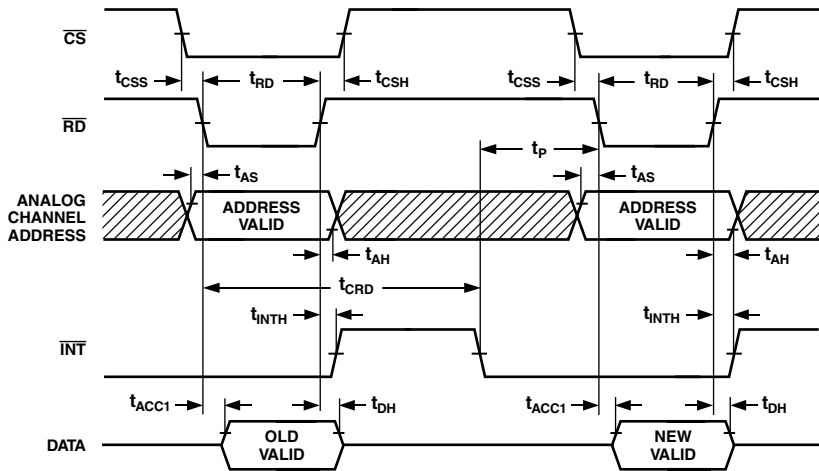 CS
tCSS tRD tCSH tCSS tRD tCSH
RD
tP
tAS tAS
ANALOG
CHANNEL
ADDRESS
ADDRESS
VALID
ADDRESS
VALID
tAH tAH
tCRD
tINTH tINTH
INT
tACC1 tDH tACC1 tDH
DATA
OLD
VALID
NEW
VALID